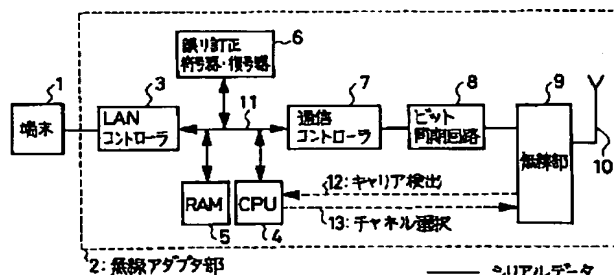 6
誤り訂正
符号器・復号器
1
3
7
8
9
端末
LAN
コントローラ
11
通信
コントローラ
ビット
同期回路
無線部
10
12:キャリア検出
RAM
CPU
13:チャネル選択
5
4
2:無線アダプタ部
シリアルデータ